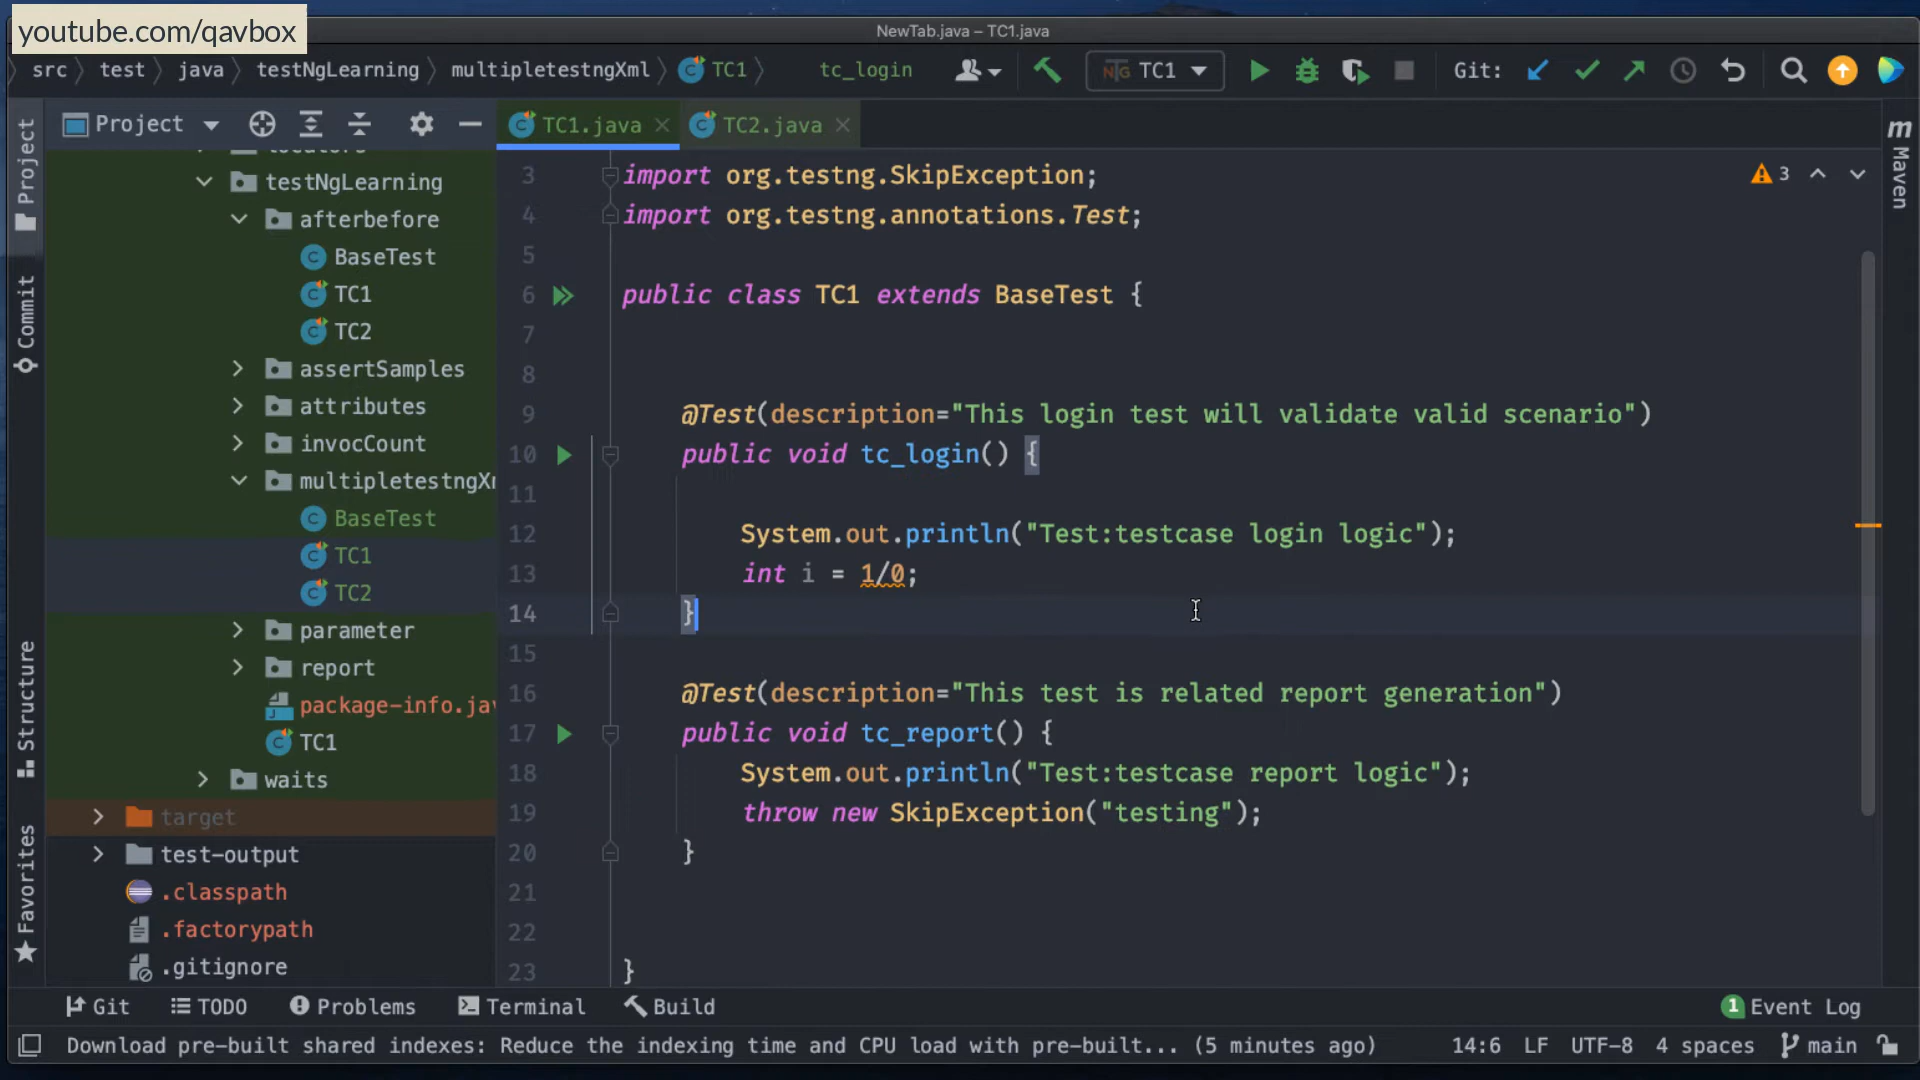 youtube.com/qavbox
NewTab.java – TC1.java
src test java testNgLearning multipletestngXml TC1 tc_login
NG TC1
Git:
Project
TC1.java
TC2.java
testNgLearning
afterbefore
BaseTest
TC1
TC2
assertSamples
attributes
invocCount
multipletestngXm
BaseTest
TC1
TC2
parameter
report
package-info.jav
TC1
waits
target
test-output
.classpath
.factorypath
.gitignore
Project
Commit
Structure
Favorites
3 import org.testng.SkipException;
4 import org.testng.annotations.Test;
5
6 public class TC1 extends BaseTest {
7
8
9 @Test(description="This login test will validate valid scenario")
10 public void tc_login() {
11
12 System.out.println("Test:testcase login logic");
13 int i = 1/0;
14 }
15
16 @Test(description="This test is related report generation")
17 public void tc_report() {
18 System.out.println("Test:testcase report logic");
19 throw new SkipException("testing");
20 }
21
22
23 }
3
m
Maven
Git TODO Problems Terminal Build
1 Event Log
Download pre-built shared indexes: Reduce the indexing time and CPU load with pre-built... (5 minutes ago)
14:6 LF UTF-8 4 spaces main